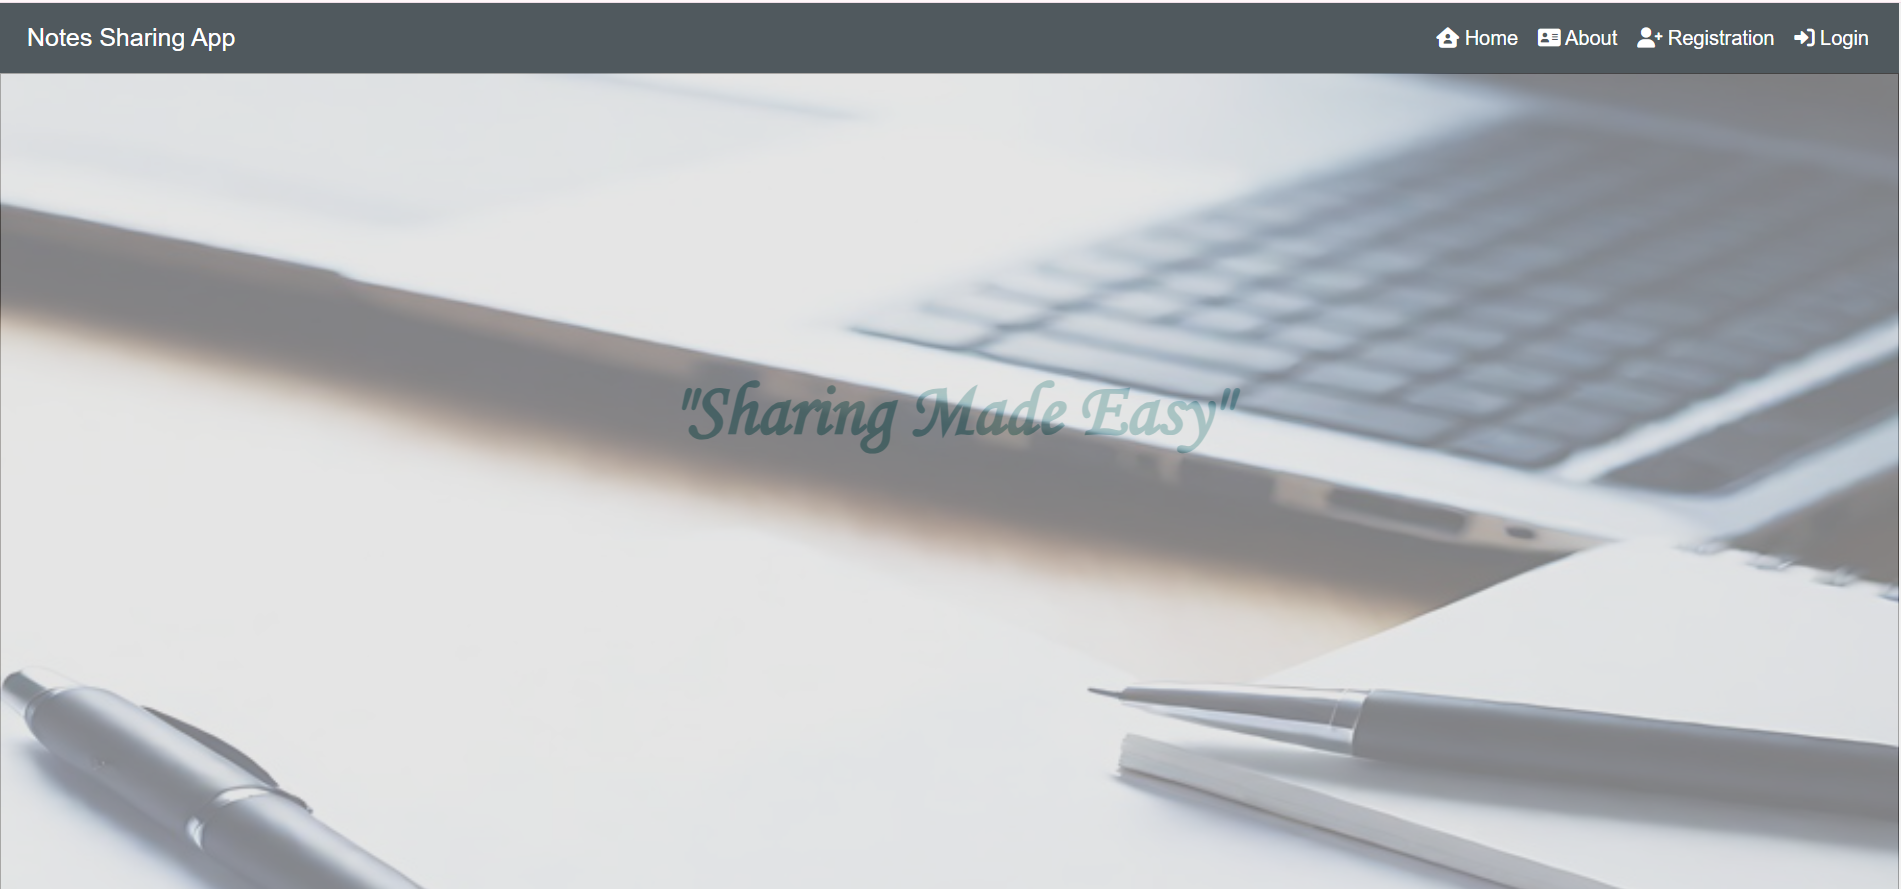 Notes Sharing App
Home About Registration Login
"Sharing Made Easy"